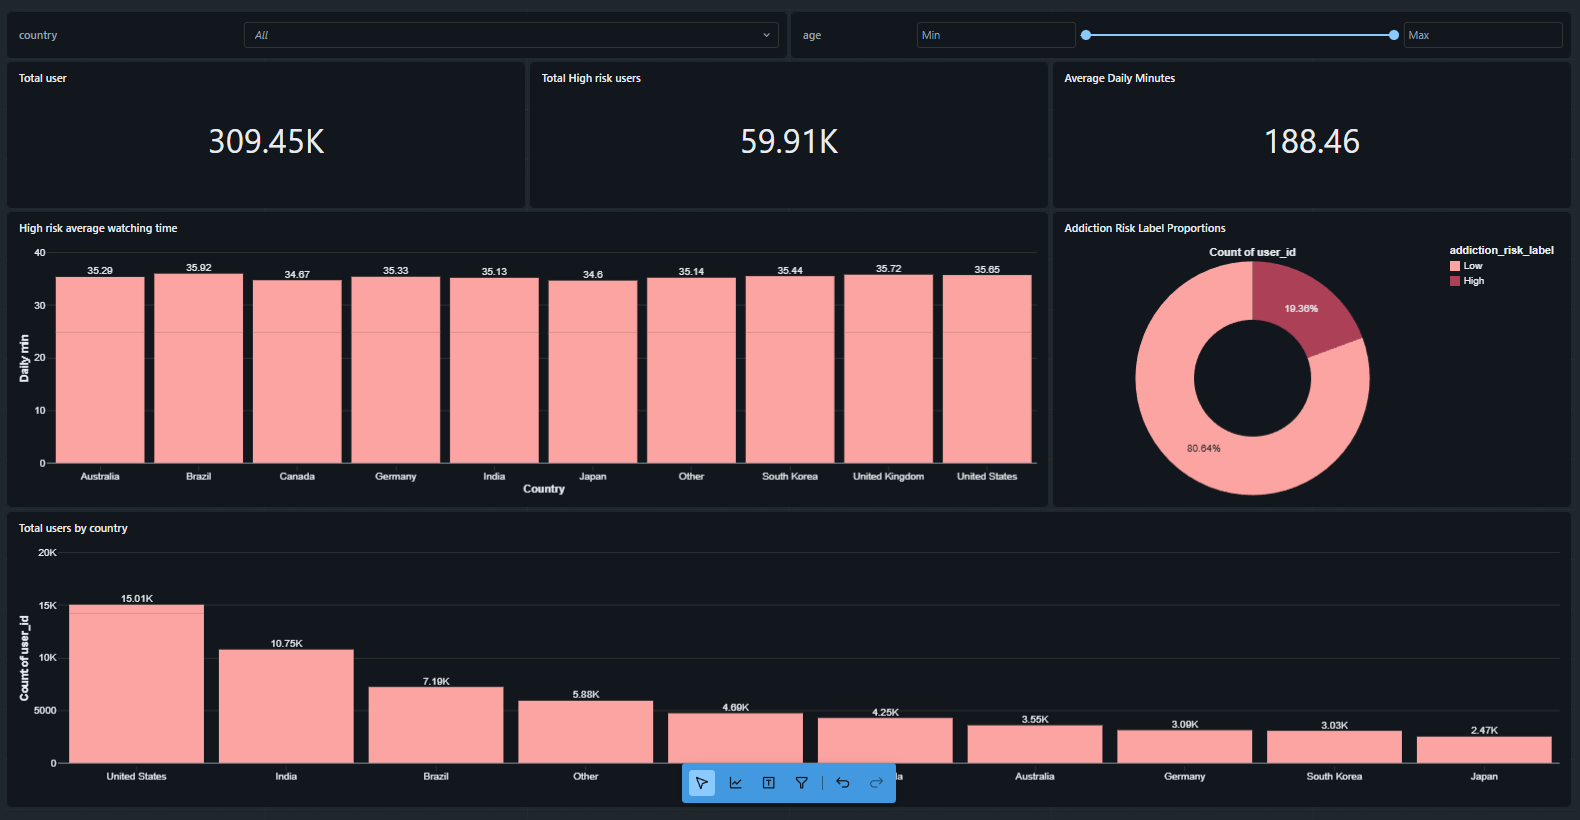 country
All
age
Min
Max
Total user
309.45K
Total High risk users
59.91K
Average Daily Minutes
188.46
High risk average watching time
40
30
20
10
0
Daily min
35.29
35.92
34.67
35.33
35.13
34.6
35.14
35.44
35.72
35.65
Australia
Brazil
Canada
Germany
India
Japan
Other
South Korea
United Kingdom
United States
Country
Addiction Risk Label Proportions
Count of user_id
addiction_risk_label
Low
High
19.36%
80.64%
Total users by country
20K
15K
10K
5000
0
Count of user_id
15.01K
10.75K
7.19K
5.88K
4.69K
4.25K
3.55K
3.09K
3.03K
2.47K
United States
India
Brazil
Other
Australia
Germany
South Korea
Japan
T